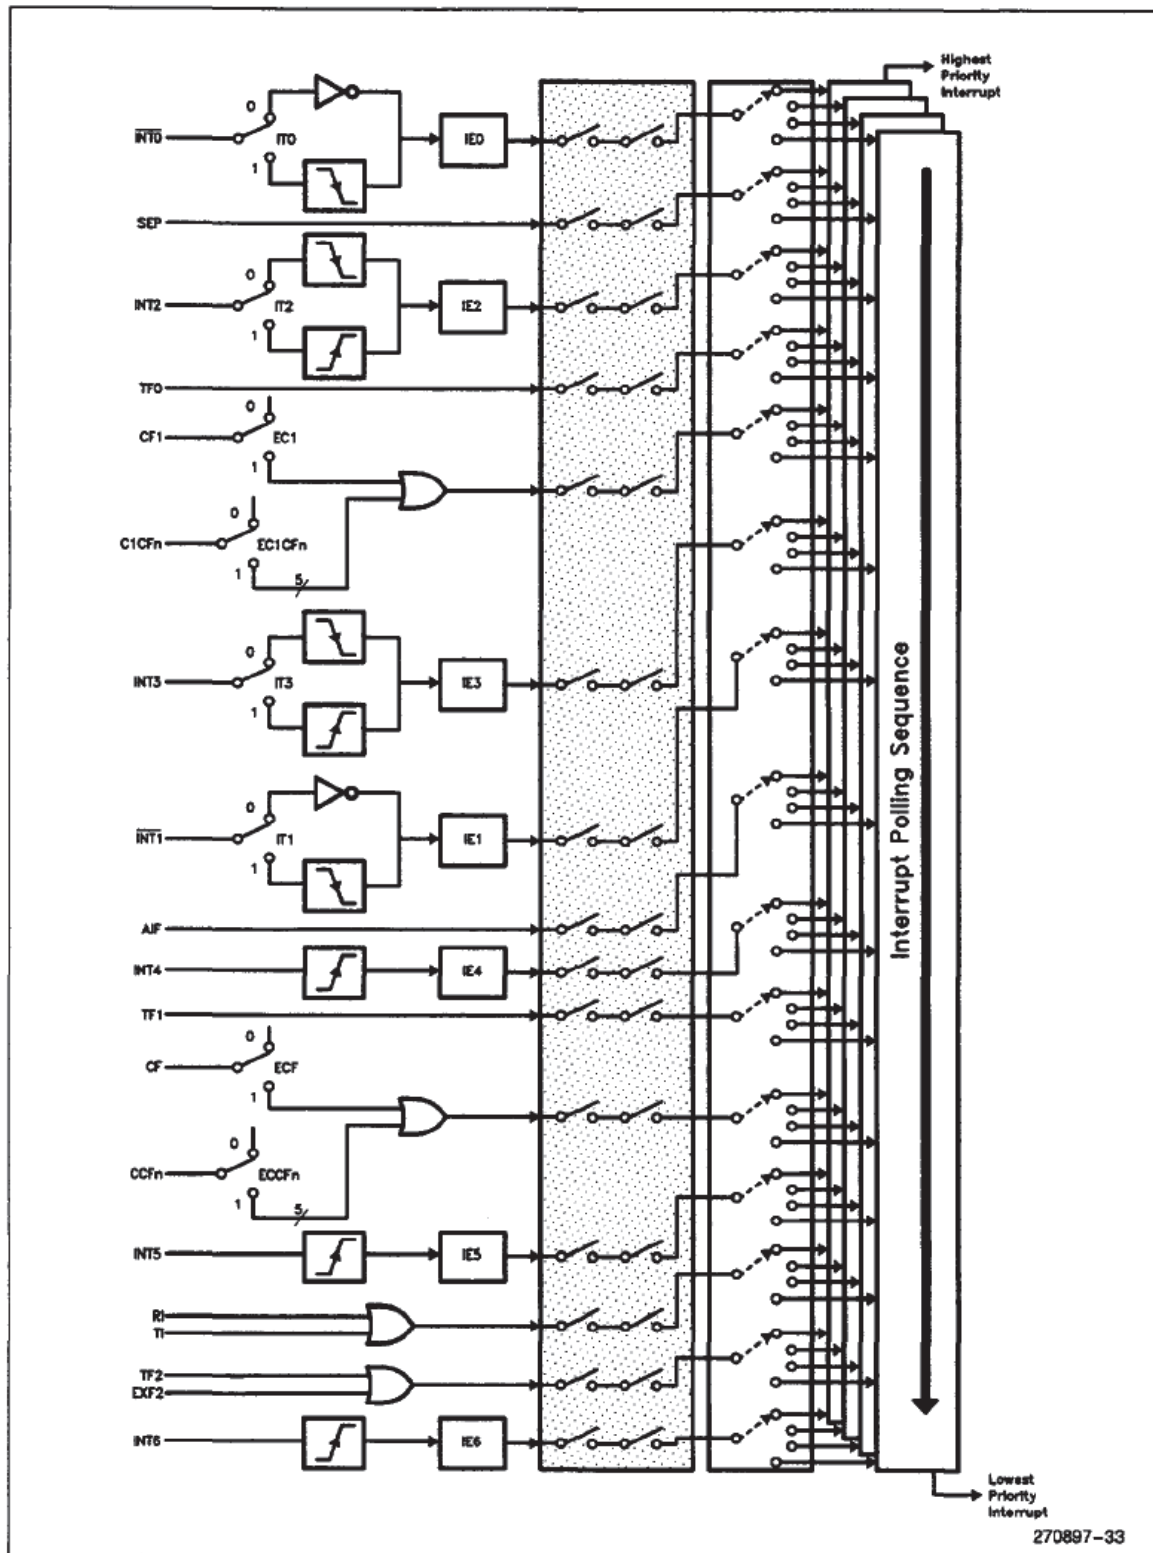 Highest
Priority
Interrupt
0
INT0
IT0
IE0
1
SEP
0
INT2
IT2
IE2
1
TF0
0
CF1
EC1
1
0
C1CFn
EC1CFn
1
5
0
INT3
IT3
IE3
1
0
INT1
IT1
IE1
1
AIF
INT4
IE4
TF1
0
CF
ECF
1
0
CCFn
ECCFn
1
5
INT5
IE5
RI
TI
TF2
EXF2
INT6
IE6
Interrupt Polling Sequence
Lowest
Priority
Interrupt
270897-33